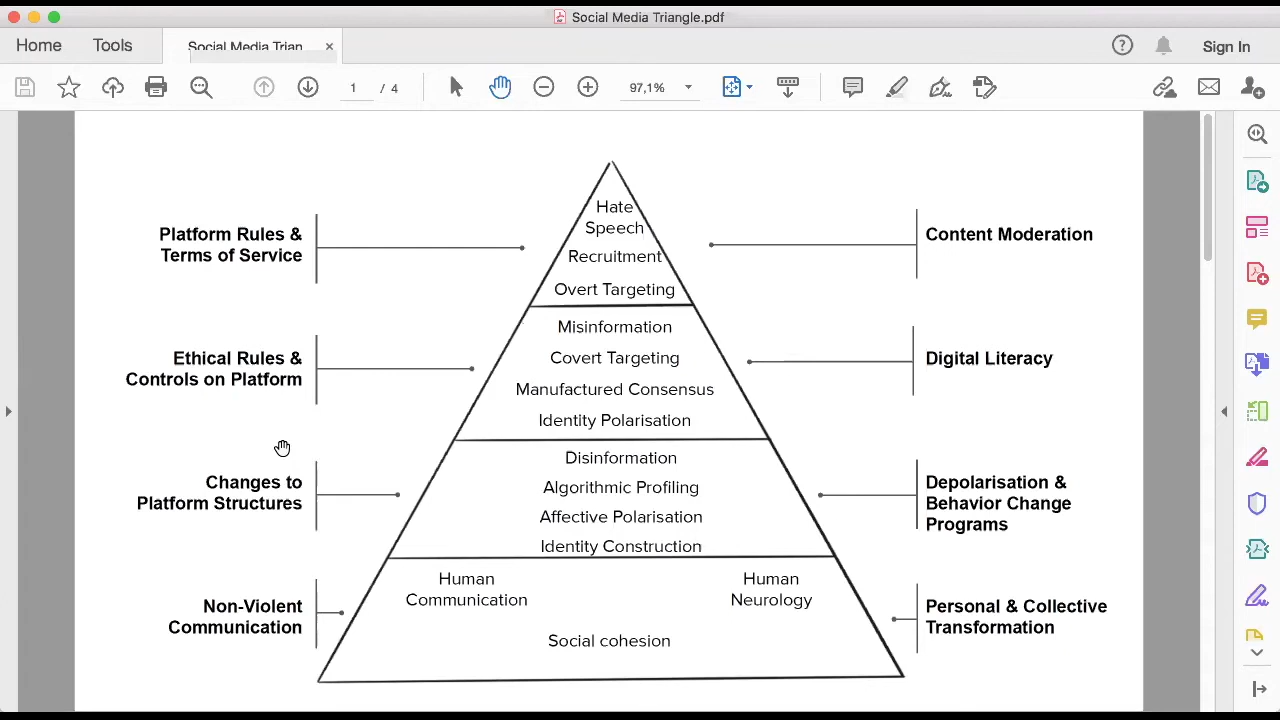 Social Media Triangle.pdf
Home
Tools
Social Media Trian
×
Sign In
1
/ 4
97,1%
Platform Rules &
Terms of Service
Hate
Speech
Recruitment
Overt Targeting
Content Moderation
Ethical Rules &
Controls on Platform
Misinformation
Covert Targeting
Manufactured Consensus
Identity Polarisation
Digital Literacy
Changes to
Platform Structures
Disinformation
Algorithmic Profiling
Affective Polarisation
Identity Construction
Depolarisation &
Behavior Change
Programs
Non-Violent
Communication
Human
Communication
Human
Neurology
Social cohesion
Personal & Collective
Transformation